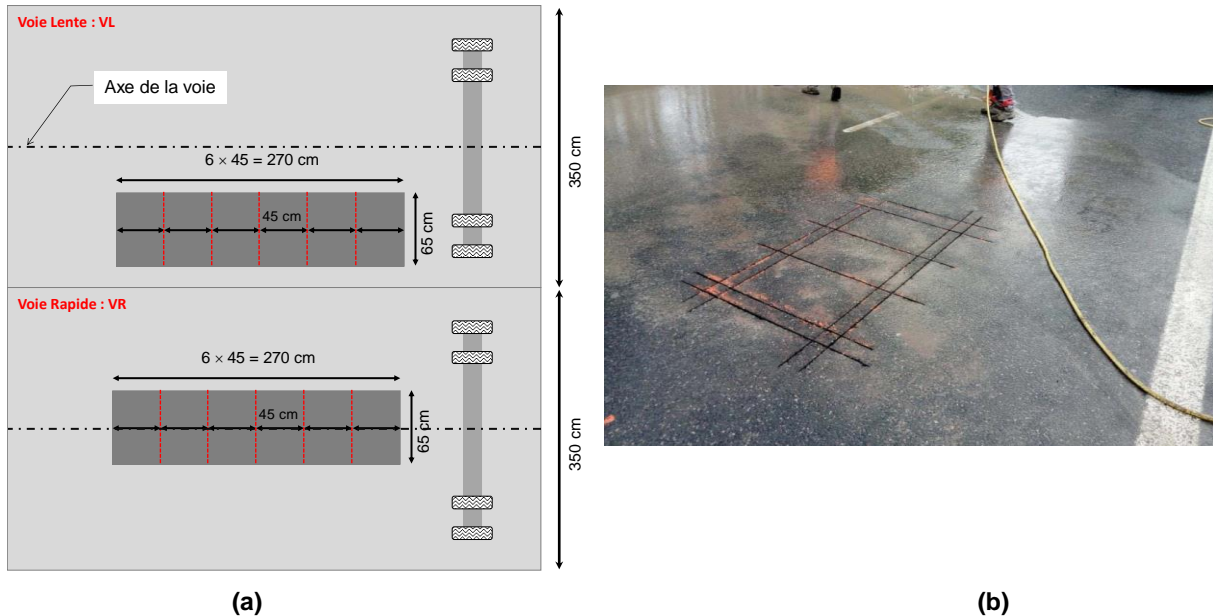 Voie Lente : VL
Axe de la voie
6 × 45 = 270 cm
45 cm
65 cm
350 cm
Voie Rapide : VR
6 × 45 = 270 cm
45 cm
65 cm
350 cm
(a)
(b)